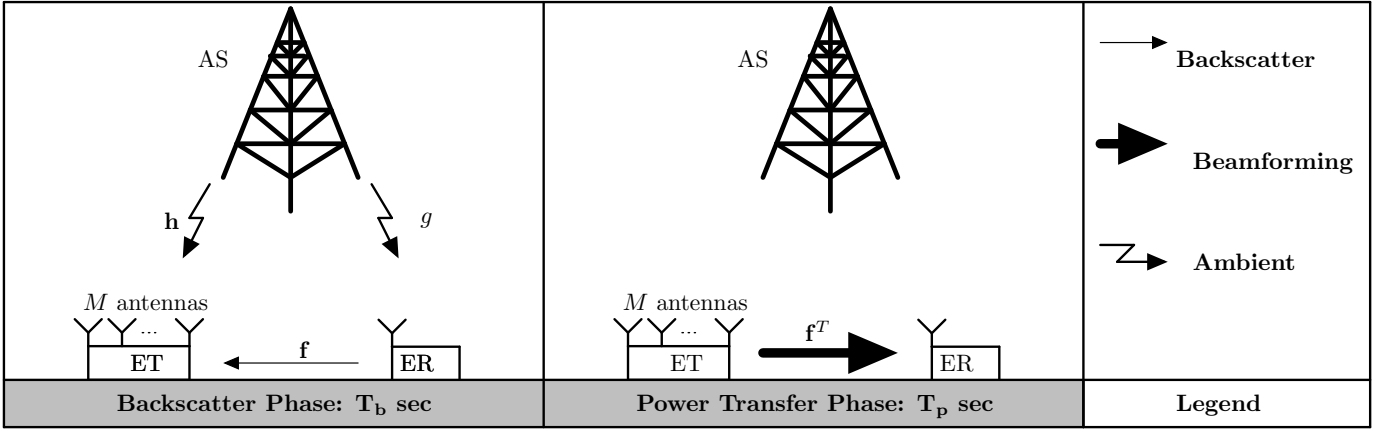 AS
h
g
M antennas
...
ET
f
ER
Backscatter Phase: T_b sec
AS
M antennas
...
ET
f^T
ER
Power Transfer Phase: T_p sec
Backscatter
Beamforming
Ambient
Legend